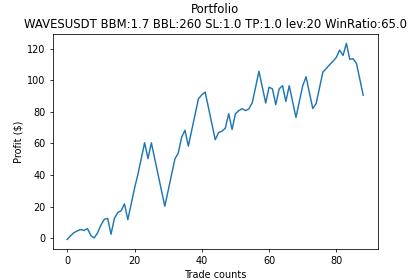 Portfolio
WAVESUSDT BBM:1.7 BBL:260 SL:1.0 TP:1.0 lev:20 WinRatio:65.0
120
100
80
60
40
20
0
Profit ($)
0 20 40 60 80
Trade counts